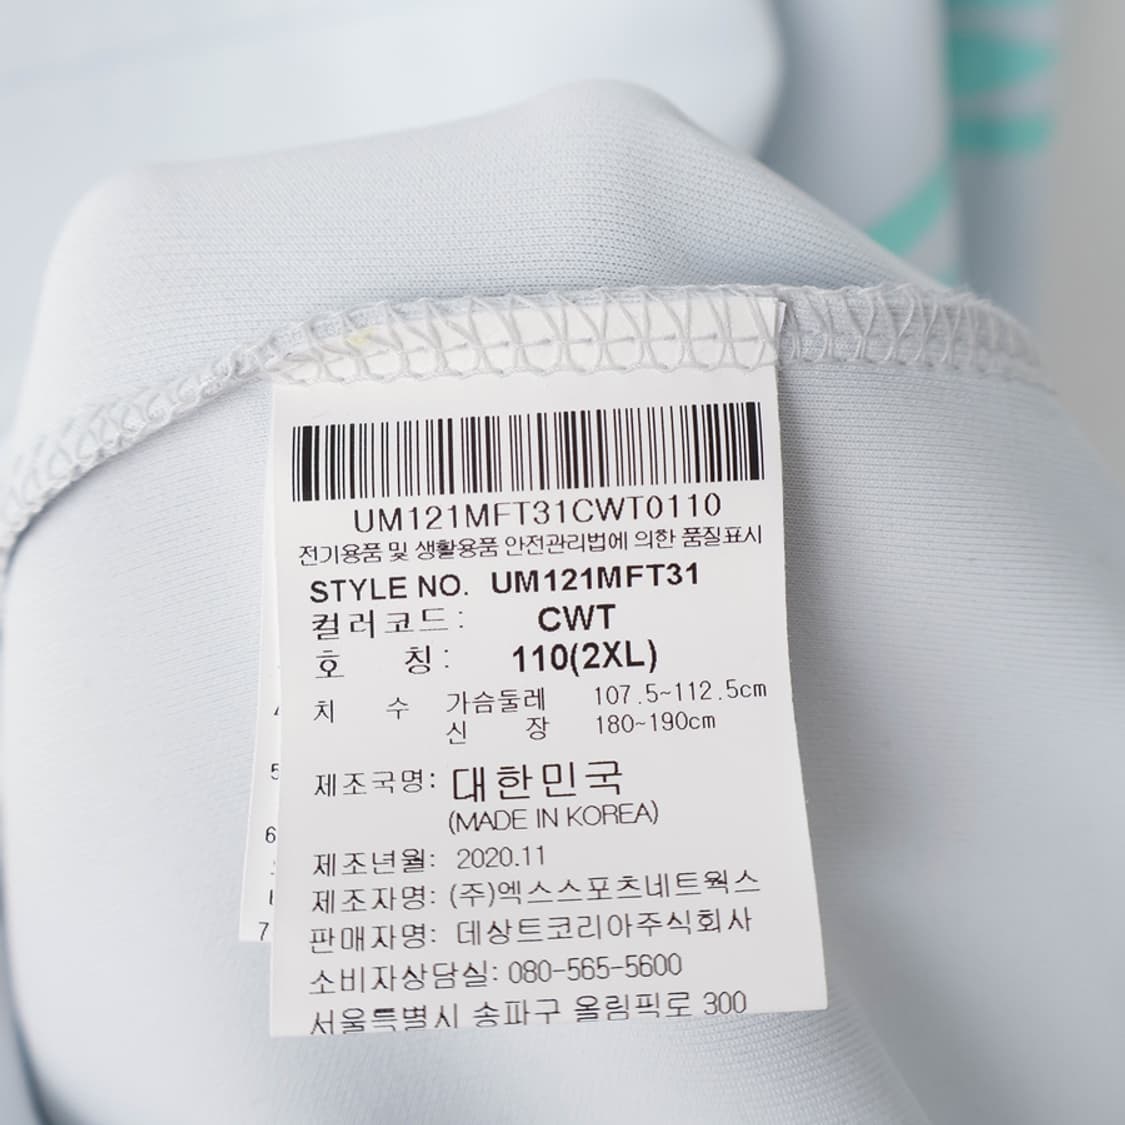 UM121MFT31CWT0110
전기용품 및 생활용품 안전관리법에 의한 품질표시
STYLE NO. UM121MFT31
컬러코드: CWT
호 칭: 110(2XL)
치 수 가슴둘레 107.5~112.5cm
신 장 180~190cm
제조국명: 대한민국
(MADE IN KOREA)
제조년월: 2020.11
제조자명: (주)엑스스포츠네트웍스
판매자명: 데상트코리아주식회사
소비자상담실: 080-565-5600
서울특별시 송파구 올림픽로 300
5
6
7